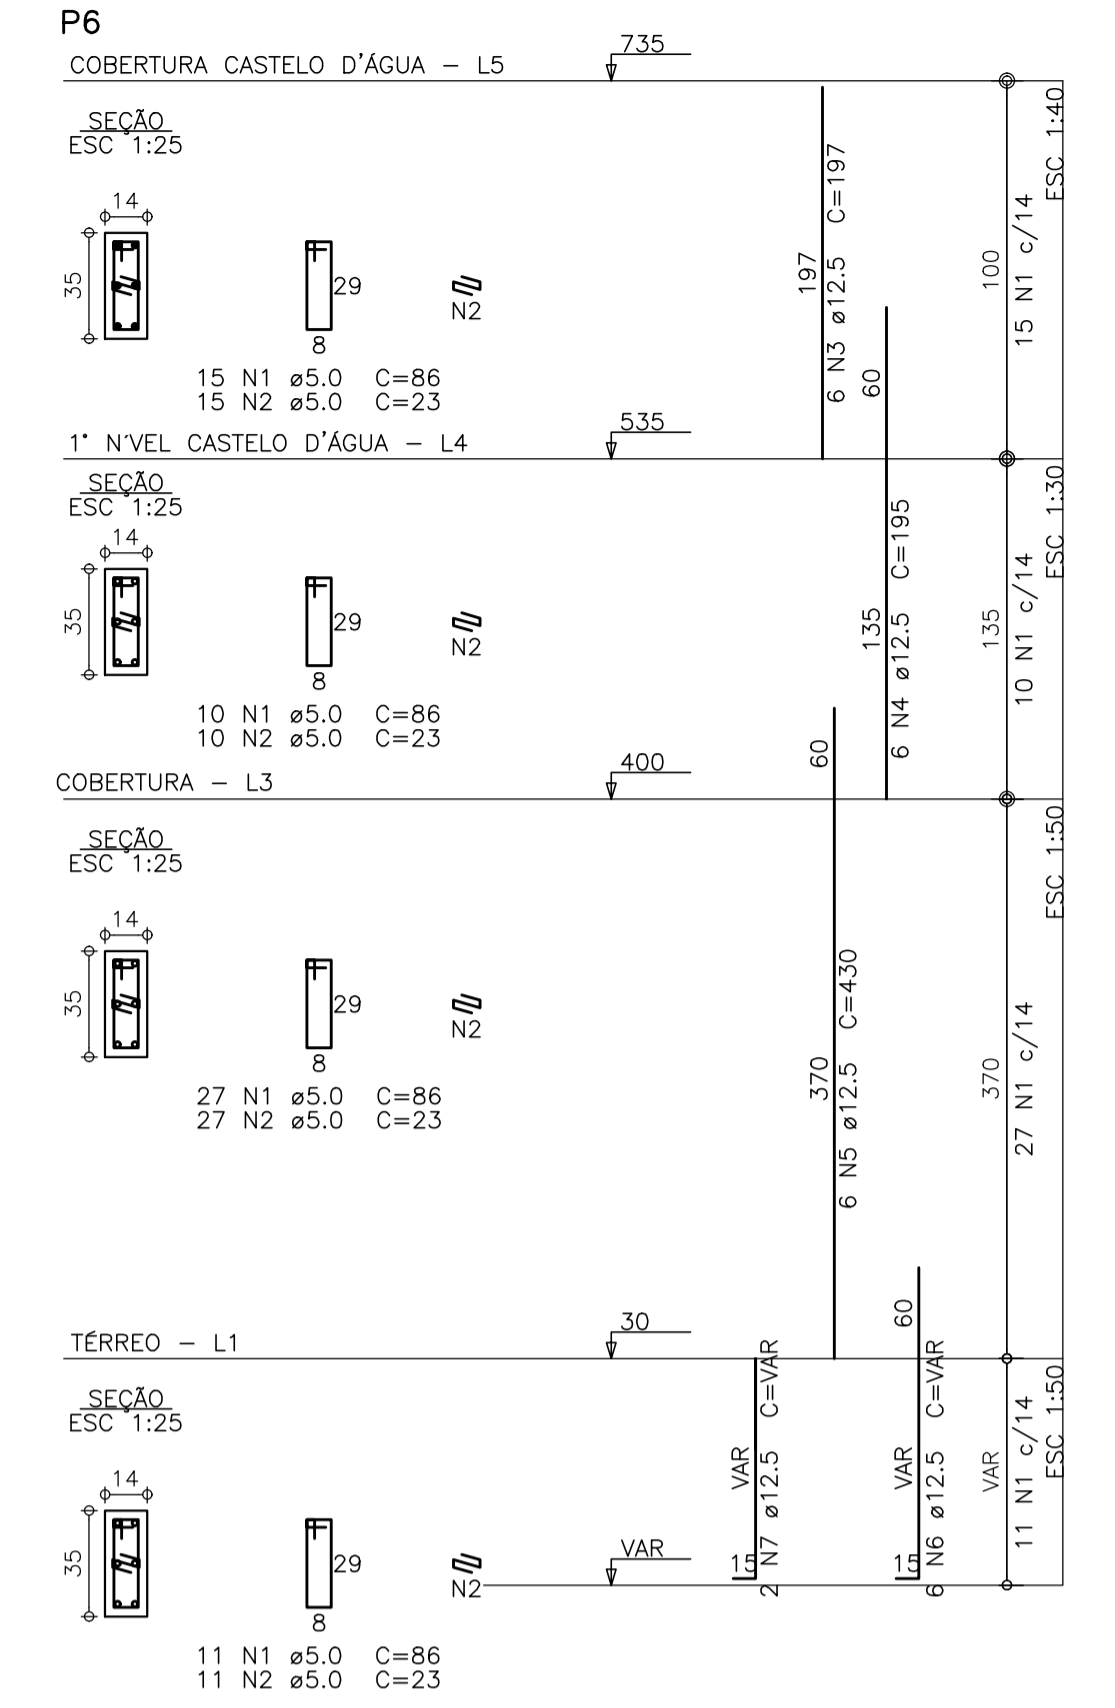 P6
COBERTURA CASTELO D'ÁGUA – L5
735
SEÇÃO
ESC 1:25
14
35
29
8
N2
15 N1 ø5.0 C=86
15 N2 ø5.0 C=23
197
6 N3 ø12.5 C=197
60
100
15 N1 c/14
ESC 1:40
1° N´VEL CASTELO D'ÁGUA – L4
535
SEÇÃO
ESC 1:25
14
35
29
8
N2
10 N1 ø5.0 C=86
10 N2 ø5.0 C=23
60
135
6 N4 ø12.5 C=195
135
10 N1 c/14
ESC 1:30
COBERTURA – L3
400
SEÇÃO
ESC 1:25
14
35
29
8
N2
27 N1 ø5.0 C=86
27 N2 ø5.0 C=23
370
6 N5 ø12.5 C=430
60
370
27 N1 c/14
ESC 1:50
TÉRREO – L1
30
SEÇÃO
ESC 1:25
14
35
29
8
N2
VAR
11 N1 ø5.0 C=86
11 N2 ø5.0 C=23
VAR
15
2 N7 ø12.5 C=VAR
VAR
15
6 N6 ø12.5 C=VAR
VAR
11 N1 c/14
ESC 1:50